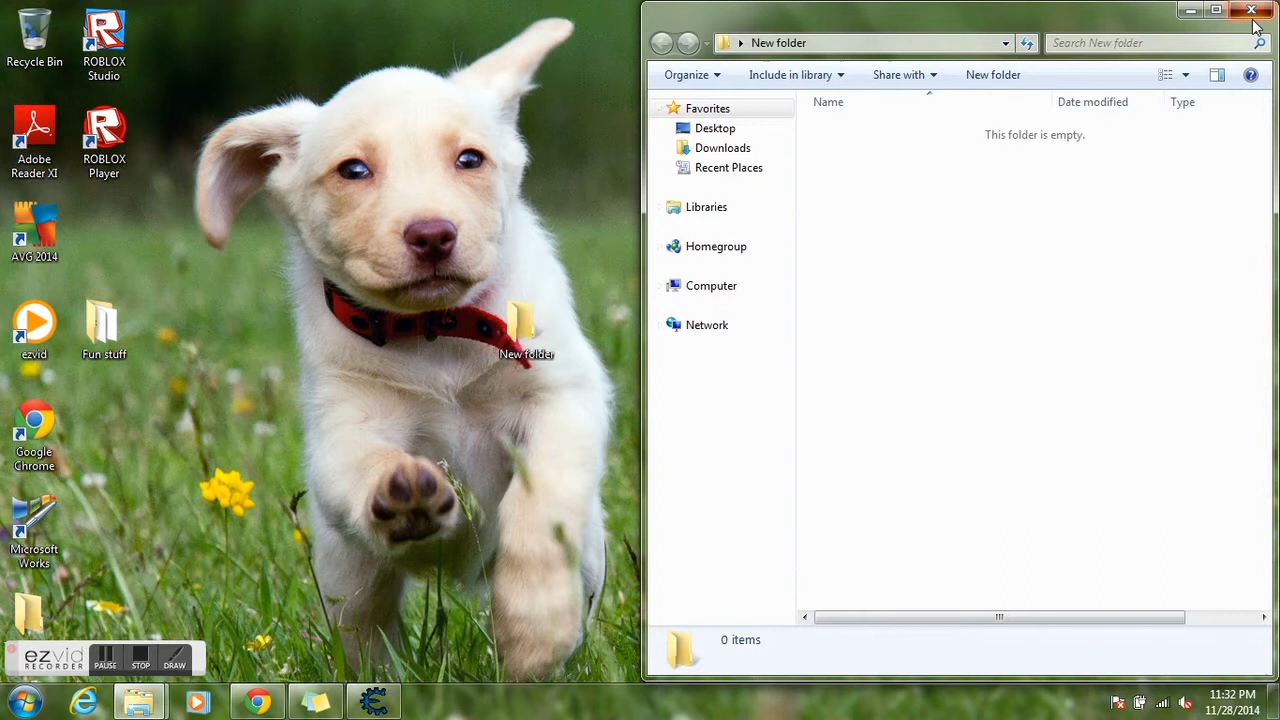 Recycle Bin
ROBLOX
Studio
Adobe
Reader XI
ROBLOX
Player
AVG 2014
ezvid
Fun stuff
Google
Chrome
Microsoft
Works
New folder
ezvid
RECORDER
PAUSE
STOP
DRAW
New folder
Search New folder
Organize
Include in library
Share with
New folder
Favorites
Desktop
Downloads
Recent Places
Libraries
Homegroup
Computer
Network
Name
Date modified
Type
This folder is empty.
0 items
11:32 PM
11/28/2014